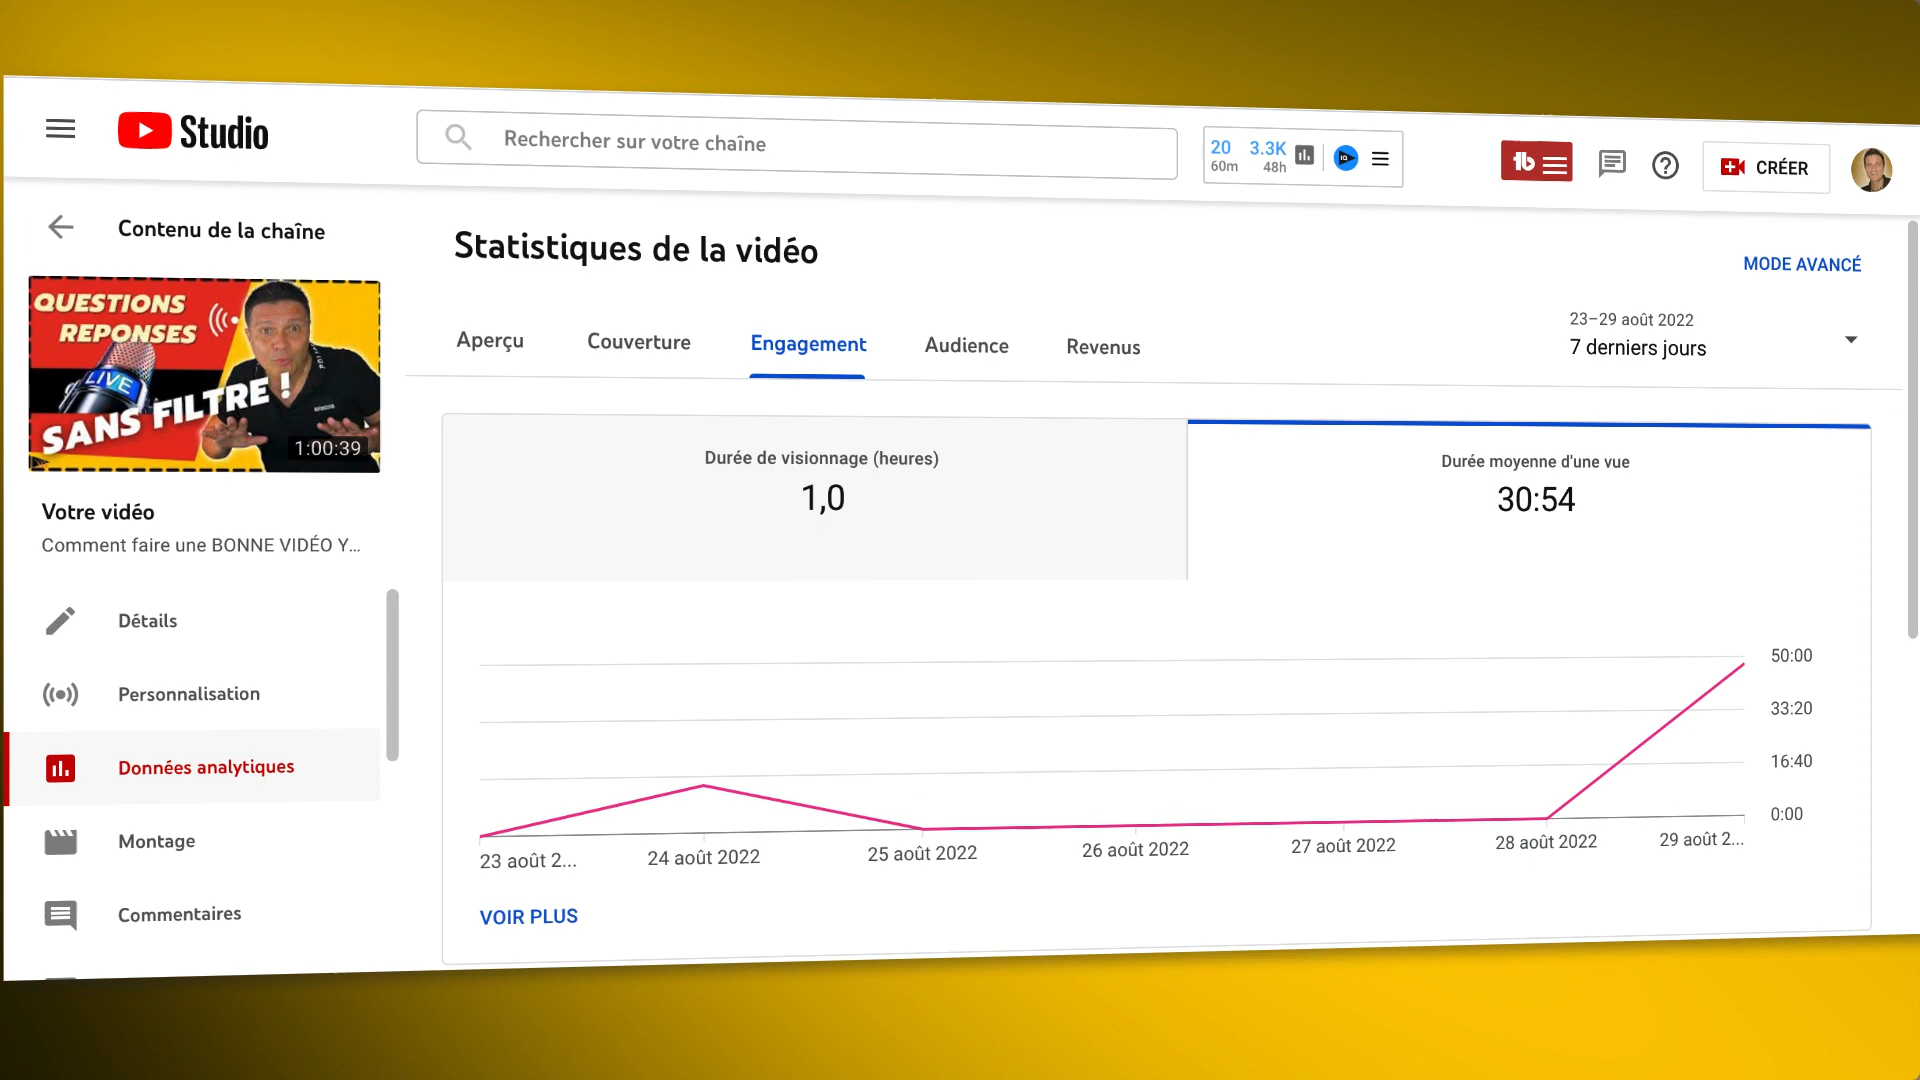 Studio
Rechercher sur votre chaîne
20 3.3K
60m 48h
CRÉER
Contenu de la chaîne
QUESTIONS
REPONSES
LIVE
SANS FILTRE !
1:00:39
Votre vidéo
Comment faire une BONNE VIDÉO Y...
Détails
Personnalisation
Données analytiques
Montage
Commentaires
Statistiques de la vidéo
MODE AVANCÉ
Aperçu Couverture Engagement Audience Revenus
23–29 août 2022
7 derniers jours
Durée de visionnage (heures)
1,0
Durée moyenne d'une vue
30:54
50:00
33:20
16:40
0:00
23 août 2... 24 août 2022 25 août 2022 26 août 2022 27 août 2022 28 août 2022 29 août 2...
VOIR PLUS